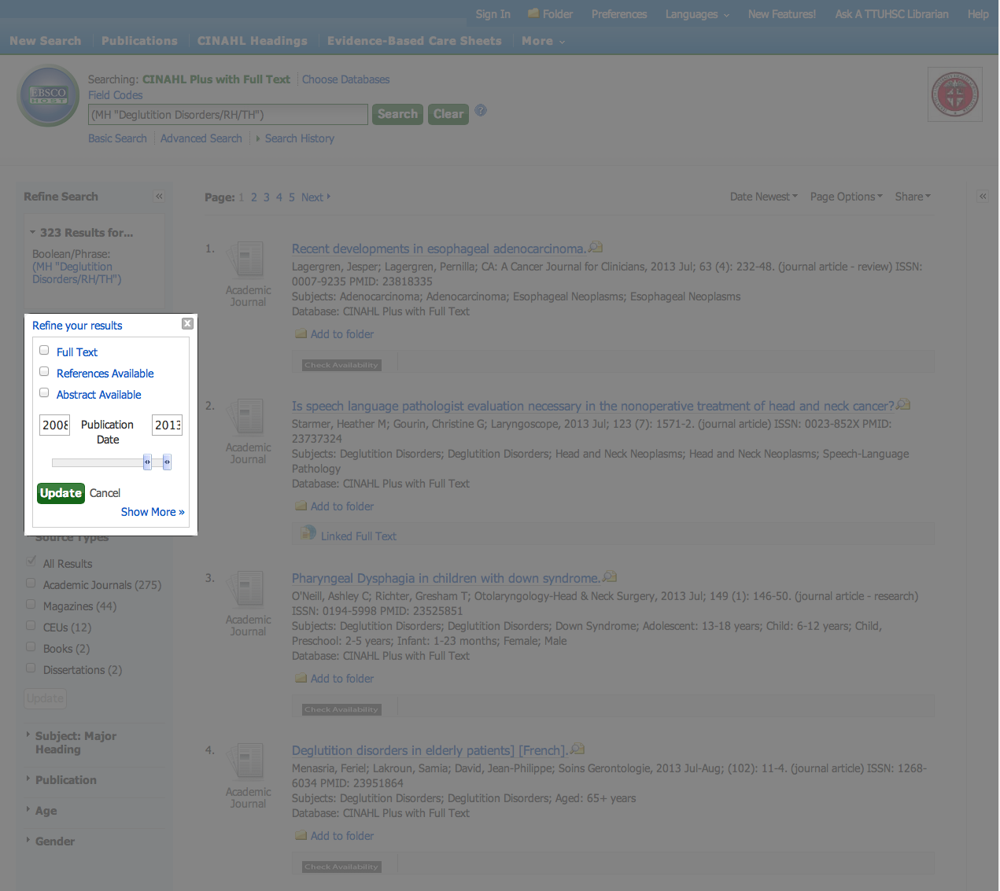 Sign In Folder Preferences Languages New Features! Ask A TTUHSC Librarian Help
New Search Publications CINAHL Headings Evidence-Based Care Sheets More
EBSCO
HOST
Searching: CINAHL Plus with Full Text Choose Databases
Field Codes
(MH "Deglutition Disorders/RH/TH") Search Clear ?
Basic Search Advanced Search Search History
Refine Search «
323 Results for...
Boolean/Phrase:
(MH "Deglutition
Disorders/RH/TH")
Refine your results x
Full Text
References Available
Abstract Available
2008 Publication 2013
Date
Update Cancel
Show More »
Source Types
All Results
Academic Journals (275)
Magazines (44)
CEUs (12)
Books (2)
Dissertations (2)
Update
Subject: Major
Heading
Publication
Age
Gender
Page: 1 2 3 4 5 Next Date Newest Page Options Share «
1. Recent developments in esophageal adenocarcinoma.
Lagergren, Jesper; Lagergren, Pernilla; CA: A Cancer Journal for Clinicians, 2013 Jul; 63 (4): 232-48. (journal article - review) ISSN:
0007-9235 PMID: 23818335
Academic
Journal
Subjects: Adenocarcinoma; Adenocarcinoma; Esophageal Neoplasms; Esophageal Neoplasms
Database: CINAHL Plus with Full Text
Add to folder
Check Availability
2. Is speech language pathologist evaluation necessary in the nonoperative treatment of head and neck cancer?
Starmer, Heather M; Gourin, Christine G; Laryngoscope, 2013 Jul; 123 (7): 1571-2. (journal article) ISSN: 0023-852X PMID:
23737324
Academic
Journal
Subjects: Deglutition Disorders; Deglutition Disorders; Head and Neck Neoplasms; Head and Neck Neoplasms; Speech-Language
Pathology
Database: CINAHL Plus with Full Text
Add to folder
Linked Full Text
3. Pharyngeal Dysphagia in children with down syndrome.
O'Neill, Ashley C; Richter, Gresham T; Otolaryngology-Head & Neck Surgery, 2013 Jul; 149 (1): 146-50. (journal article - research)
ISSN: 0194-5998 PMID: 23525851
Academic
Journal
Subjects: Deglutition Disorders; Deglutition Disorders; Down Syndrome; Adolescent: 13-18 years; Child: 6-12 years; Child,
Preschool: 2-5 years; Infant: 1-23 months; Female; Male
Database: CINAHL Plus with Full Text
Add to folder
Check Availability
4. Deglutition disorders in elderly patients] [French].
Menasria, Feriel; Lakroun, Samia; David, Jean-Philippe; Soins Gerontologie, 2013 Jul-Aug; (102): 11-4. (journal article) ISSN: 1268-
6034 PMID: 23951864
Academic
Journal
Subjects: Deglutition Disorders; Deglutition Disorders; Aged: 65+ years
Database: CINAHL Plus with Full Text
Add to folder
Check Availability